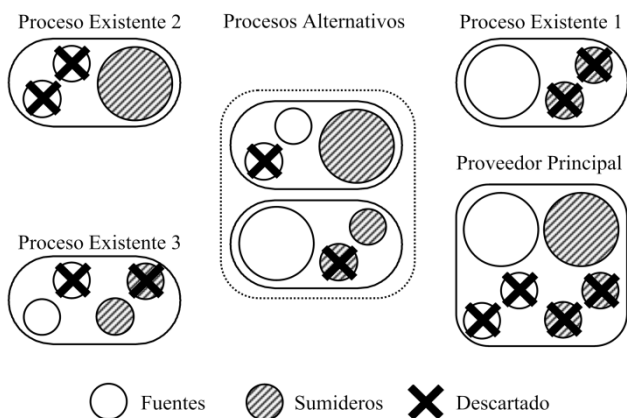 Proceso Existente 2
Procesos Alternativos
Proceso Existente 1
Proveedor Principal
Proceso Existente 3
Fuentes
Sumideros
Descartado